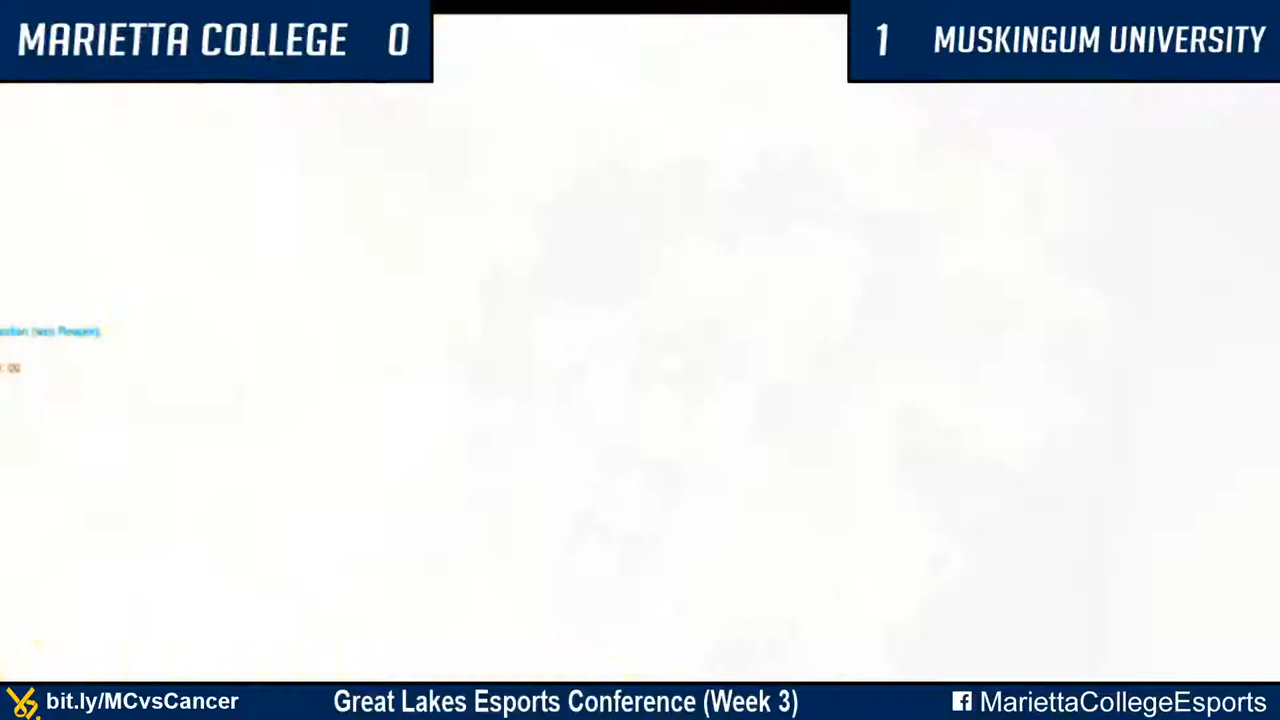 MARIETTA COLLEGE 0
1 MUSKINGUM UNIVERSITY
bit.ly/MCvsCancer
Great Lakes Esports Conference (Week 3)
MariettaCollegeEsports